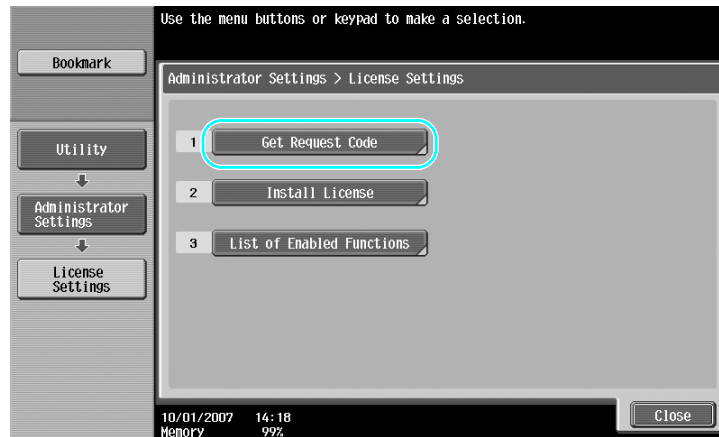 Use the menu buttons or keypad to make a selection.
Bookmark
Administrator Settings > License Settings
Utility
Administrator
Settings
License
Settings
1 Get Request Code
2 Install License
3 List of Enabled Functions
10/01/2007 14:18
Memory 99%
Close